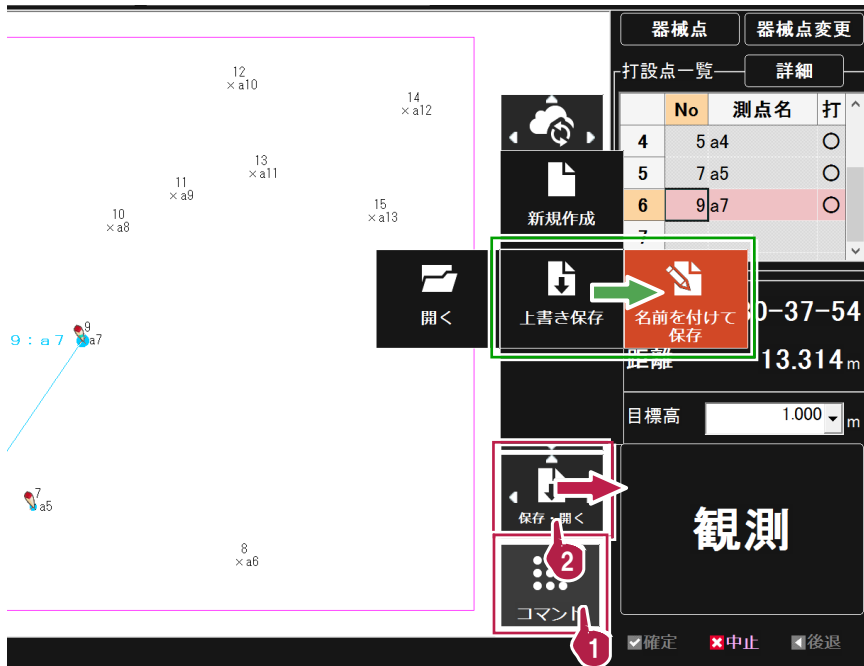 器械点
器械点変更
打設点一覧
詳細
No
測点名
打
4
5
a4
○
5
7
a5
○
6
9
a7
○
7
12
a10
14
a12
13
a11
11
a9
15
a13
10
a8
9
a7
9：a7
7
a5
8
a6
新規作成
開く
上書き保存
名前を付けて
保存
0-37-54
距離
13.314
m
目標高
1.000
m
保存・開く
2
コマンド
1
観測
確定
中止
後退